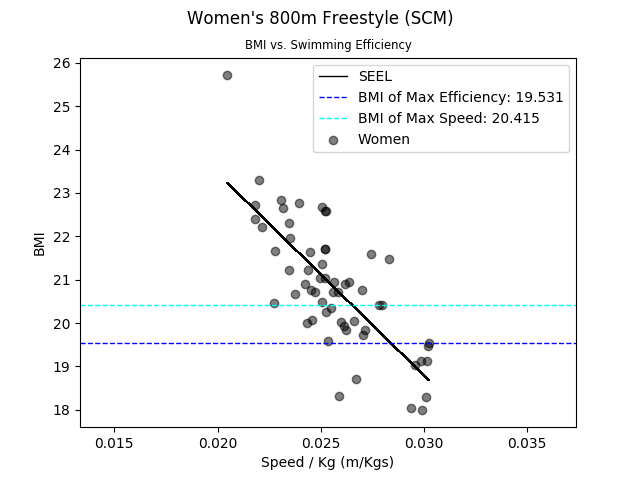 Women's 800m Freestyle (SCM)
BMI vs. Swimming Efficiency
SEEL
BMI of Max Efficiency: 19.531
BMI of Max Speed: 20.415
Women
26
25
24
23
22
21
20
19
18
BMI
0.015 0.020 0.025 0.030 0.035
Speed / Kg (m/Kgs)